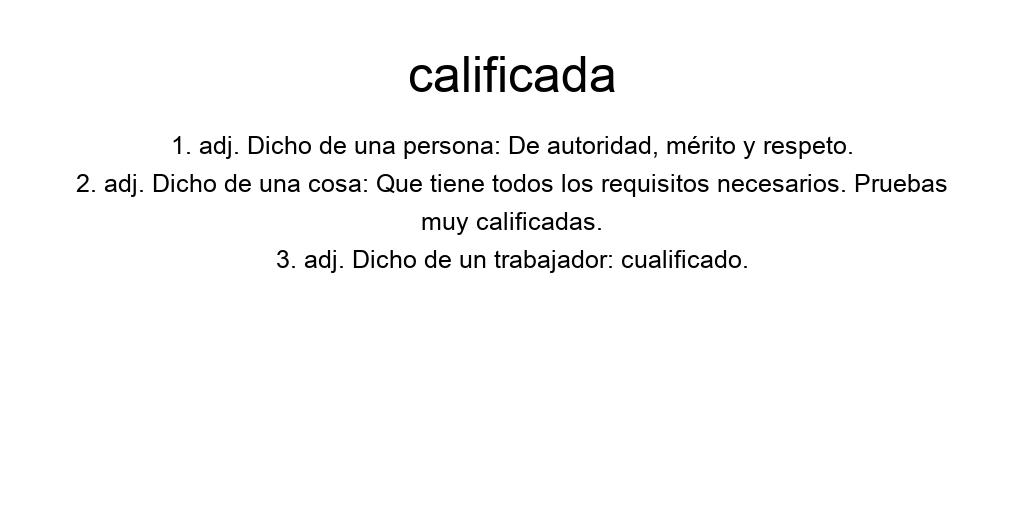 calificada
1. adj. Dicho de una persona: De autoridad, mérito y respeto.
2. adj. Dicho de una cosa: Que tiene todos los requisitos necesarios. Pruebas
muy calificadas.
3. adj. Dicho de un trabajador: cualificado.